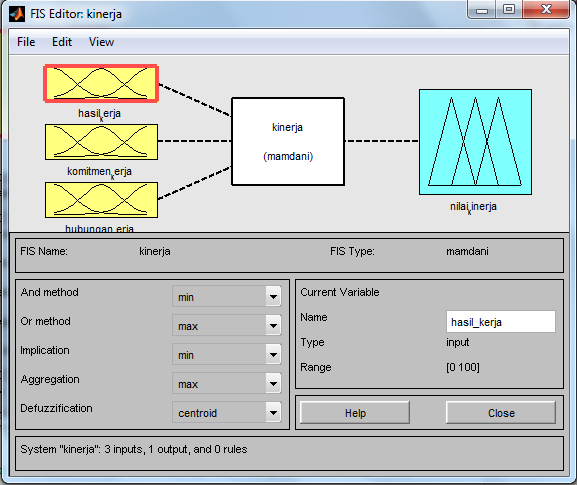 FIS Editor: kinerja
File Edit View
hasil_kerja
komitmen_kerja
hubungan_kerja
kinerja
(mamdani)
nilai_kinerja
FIS Name: kinerja FIS Type: mamdani
And method min
Or method max
Implication min
Aggregation max
Defuzzification centroid
Current Variable
Name hasil_kerja
Type input
Range [0 100]
Help Close
System "kinerja": 3 inputs, 1 output, and 0 rules